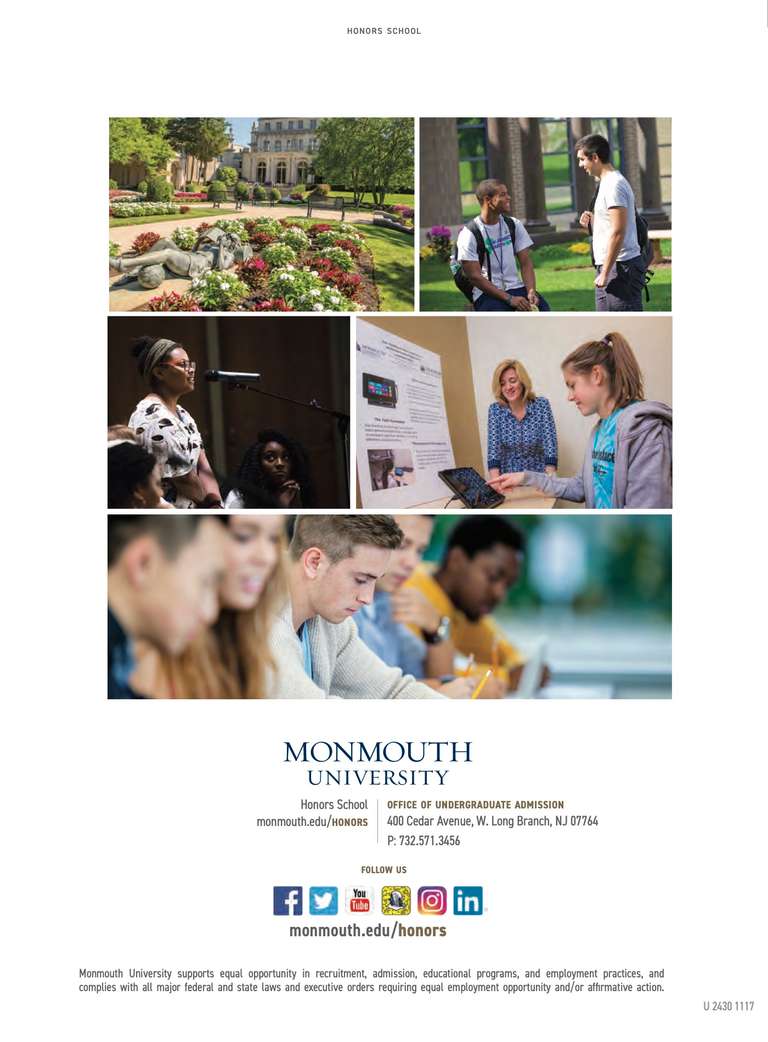 HONORS SCHOOL
MONMOUTH
UNIVERSITY
Honors School
monmouth.edu/HONORS
OFFICE OF UNDERGRADUATE ADMISSION
400 Cedar Avenue, W. Long Branch, NJ 07764
P: 732.571.3456
FOLLOW US
You
Tube
in
monmouth.edu/honors
Monmouth University supports equal opportunity in recruitment, admission, educational programs, and employment practices, and
complies with all major federal and state laws and executive orders requiring equal employment opportunity and/or affirmative action.
U 2430 1117